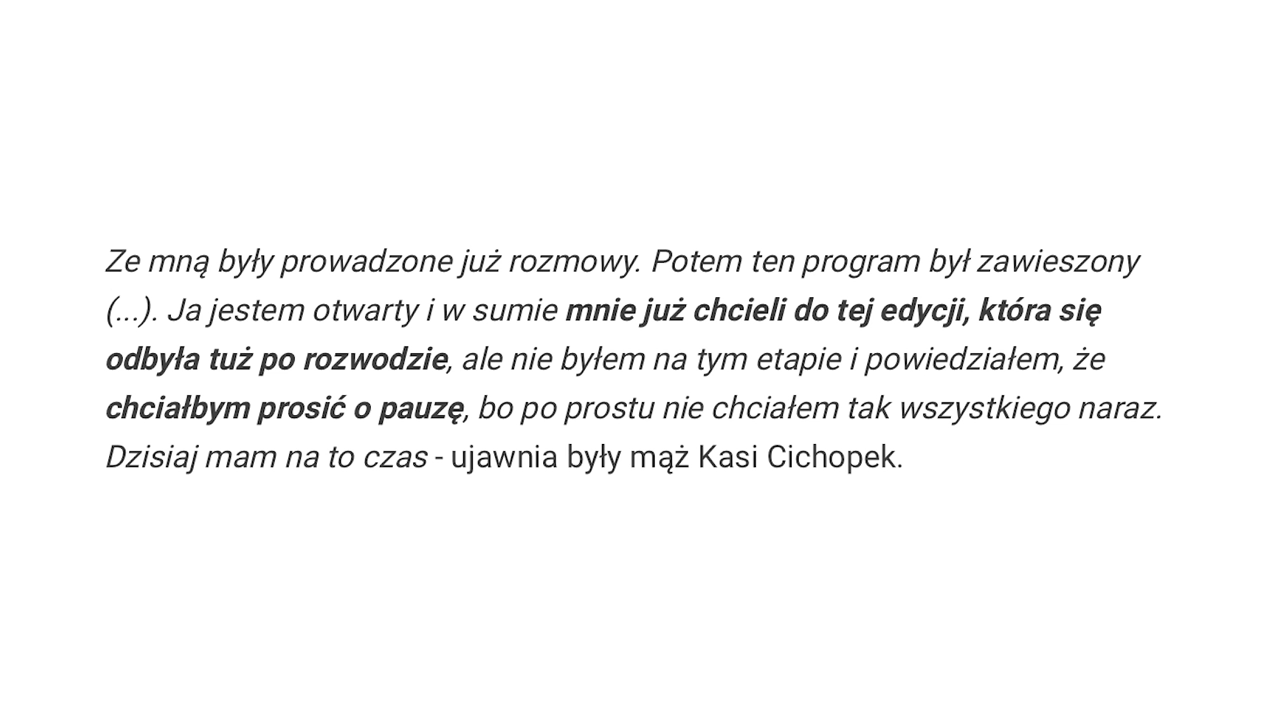 Ze mną były prowadzone już rozmowy. Potem ten program był zawieszony
(...). Ja jestem otwarty i w sumie mnie już chcieli do tej edycji, która się
odbyła tuż po rozwodzie, ale nie byłem na tym etapie i powiedziałem, że
chciałbym prosić o pauzę, bo po prostu nie chciałem tak wszystkiego naraz.
Dzisiaj mam na to czas - ujawnia były mąż Kasi Cichopek.